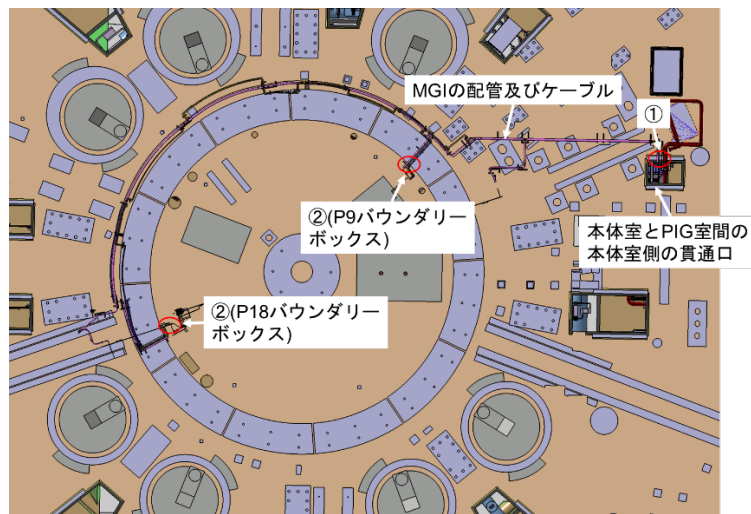 MGIの配管及びケーブル
①
②(P9バウンダリー
ボックス)
本体室とPIG室間の
本体室側の貫通口
②(P18バウンダリー
ボックス)